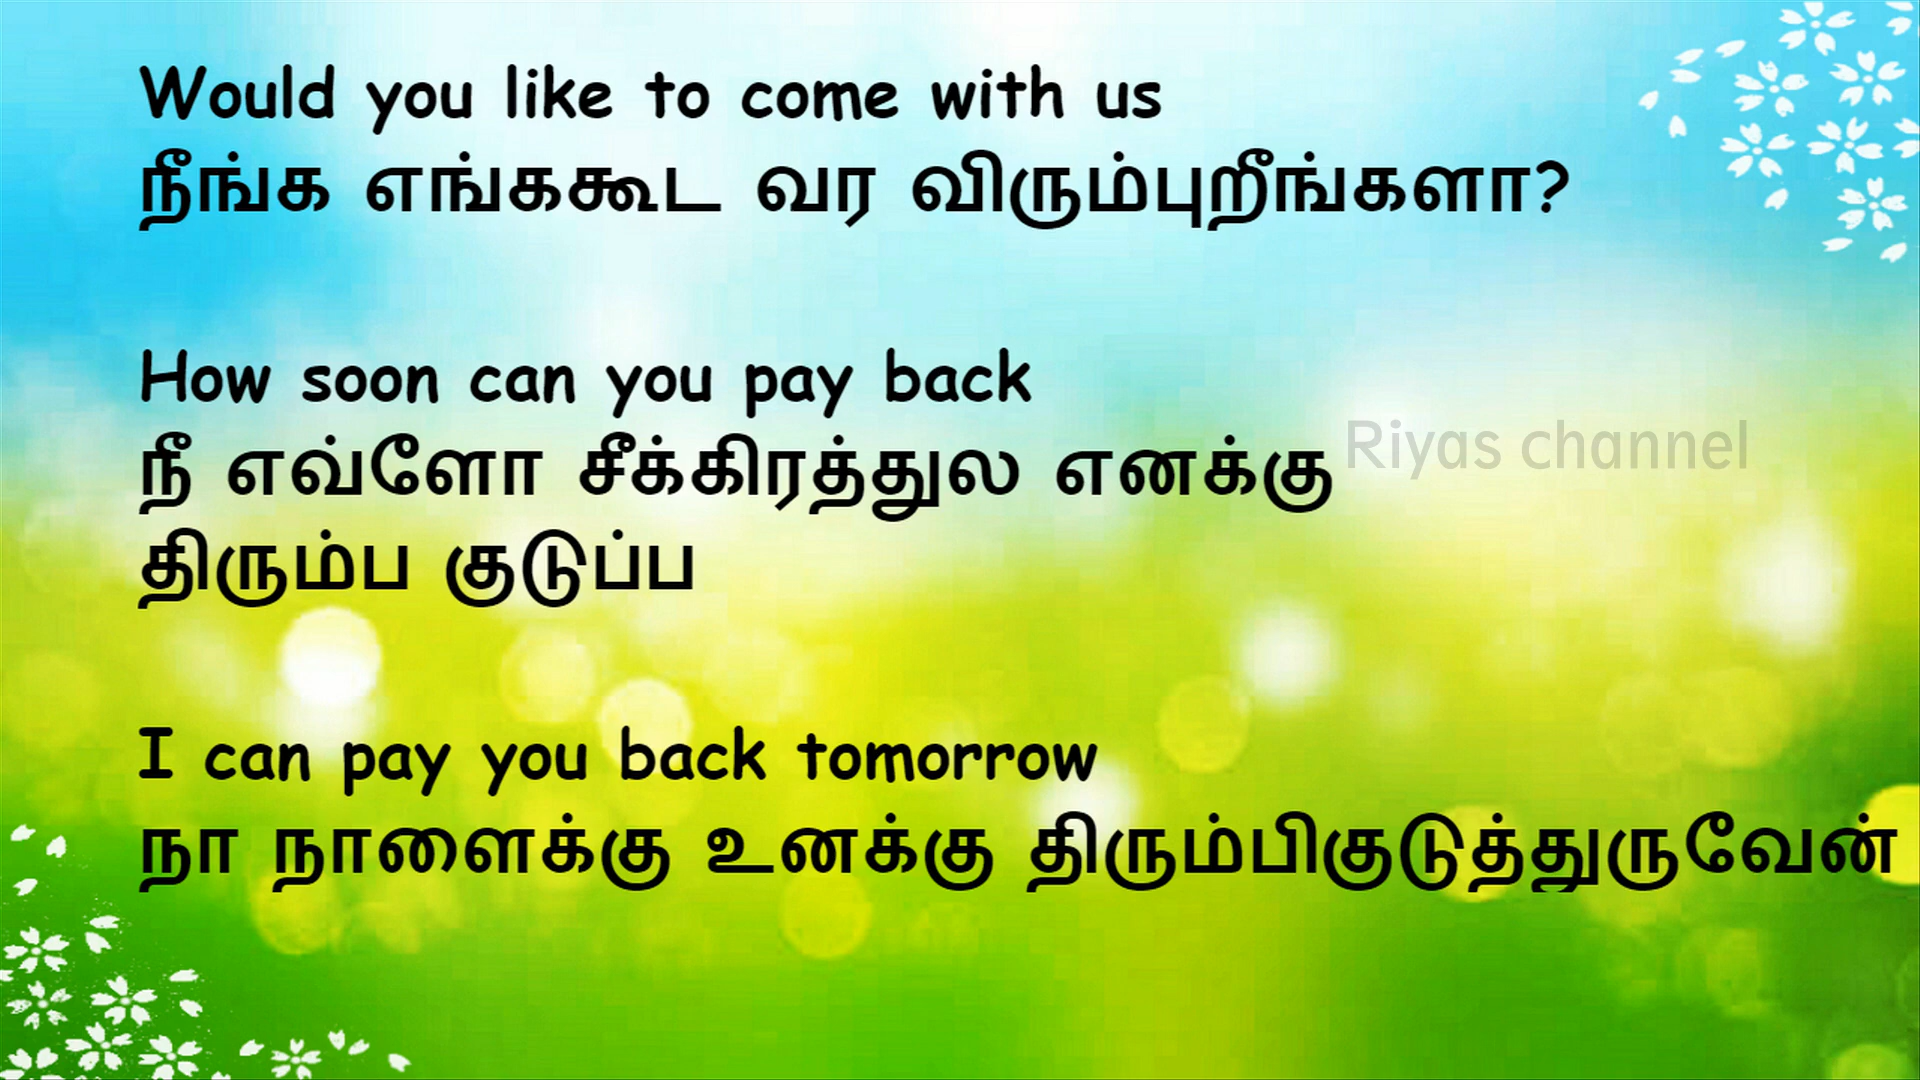 Would you like to come with us
நீங்க எங்ககூட வர விரும்புறீங்களா?
How soon can you pay back
நீ எவ்ளோ சீக்கிரத்துல எனக்கு
Riyas channel
திரும்ப குடுப்ப
I can pay you back tomorrow
நா நாளைக்கு உனக்கு திரும்பிகுடுத்துருவேன்